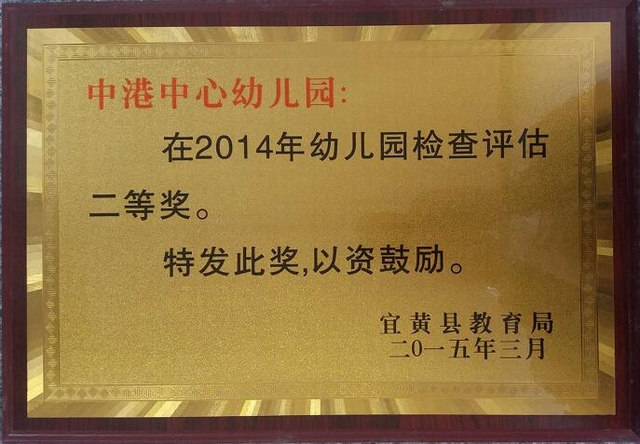 中港中心幼儿园:
在2014年幼儿园检查评估
二等奖。
特发此奖,以资鼓励。
宜黄县教育局
二0一五年三月